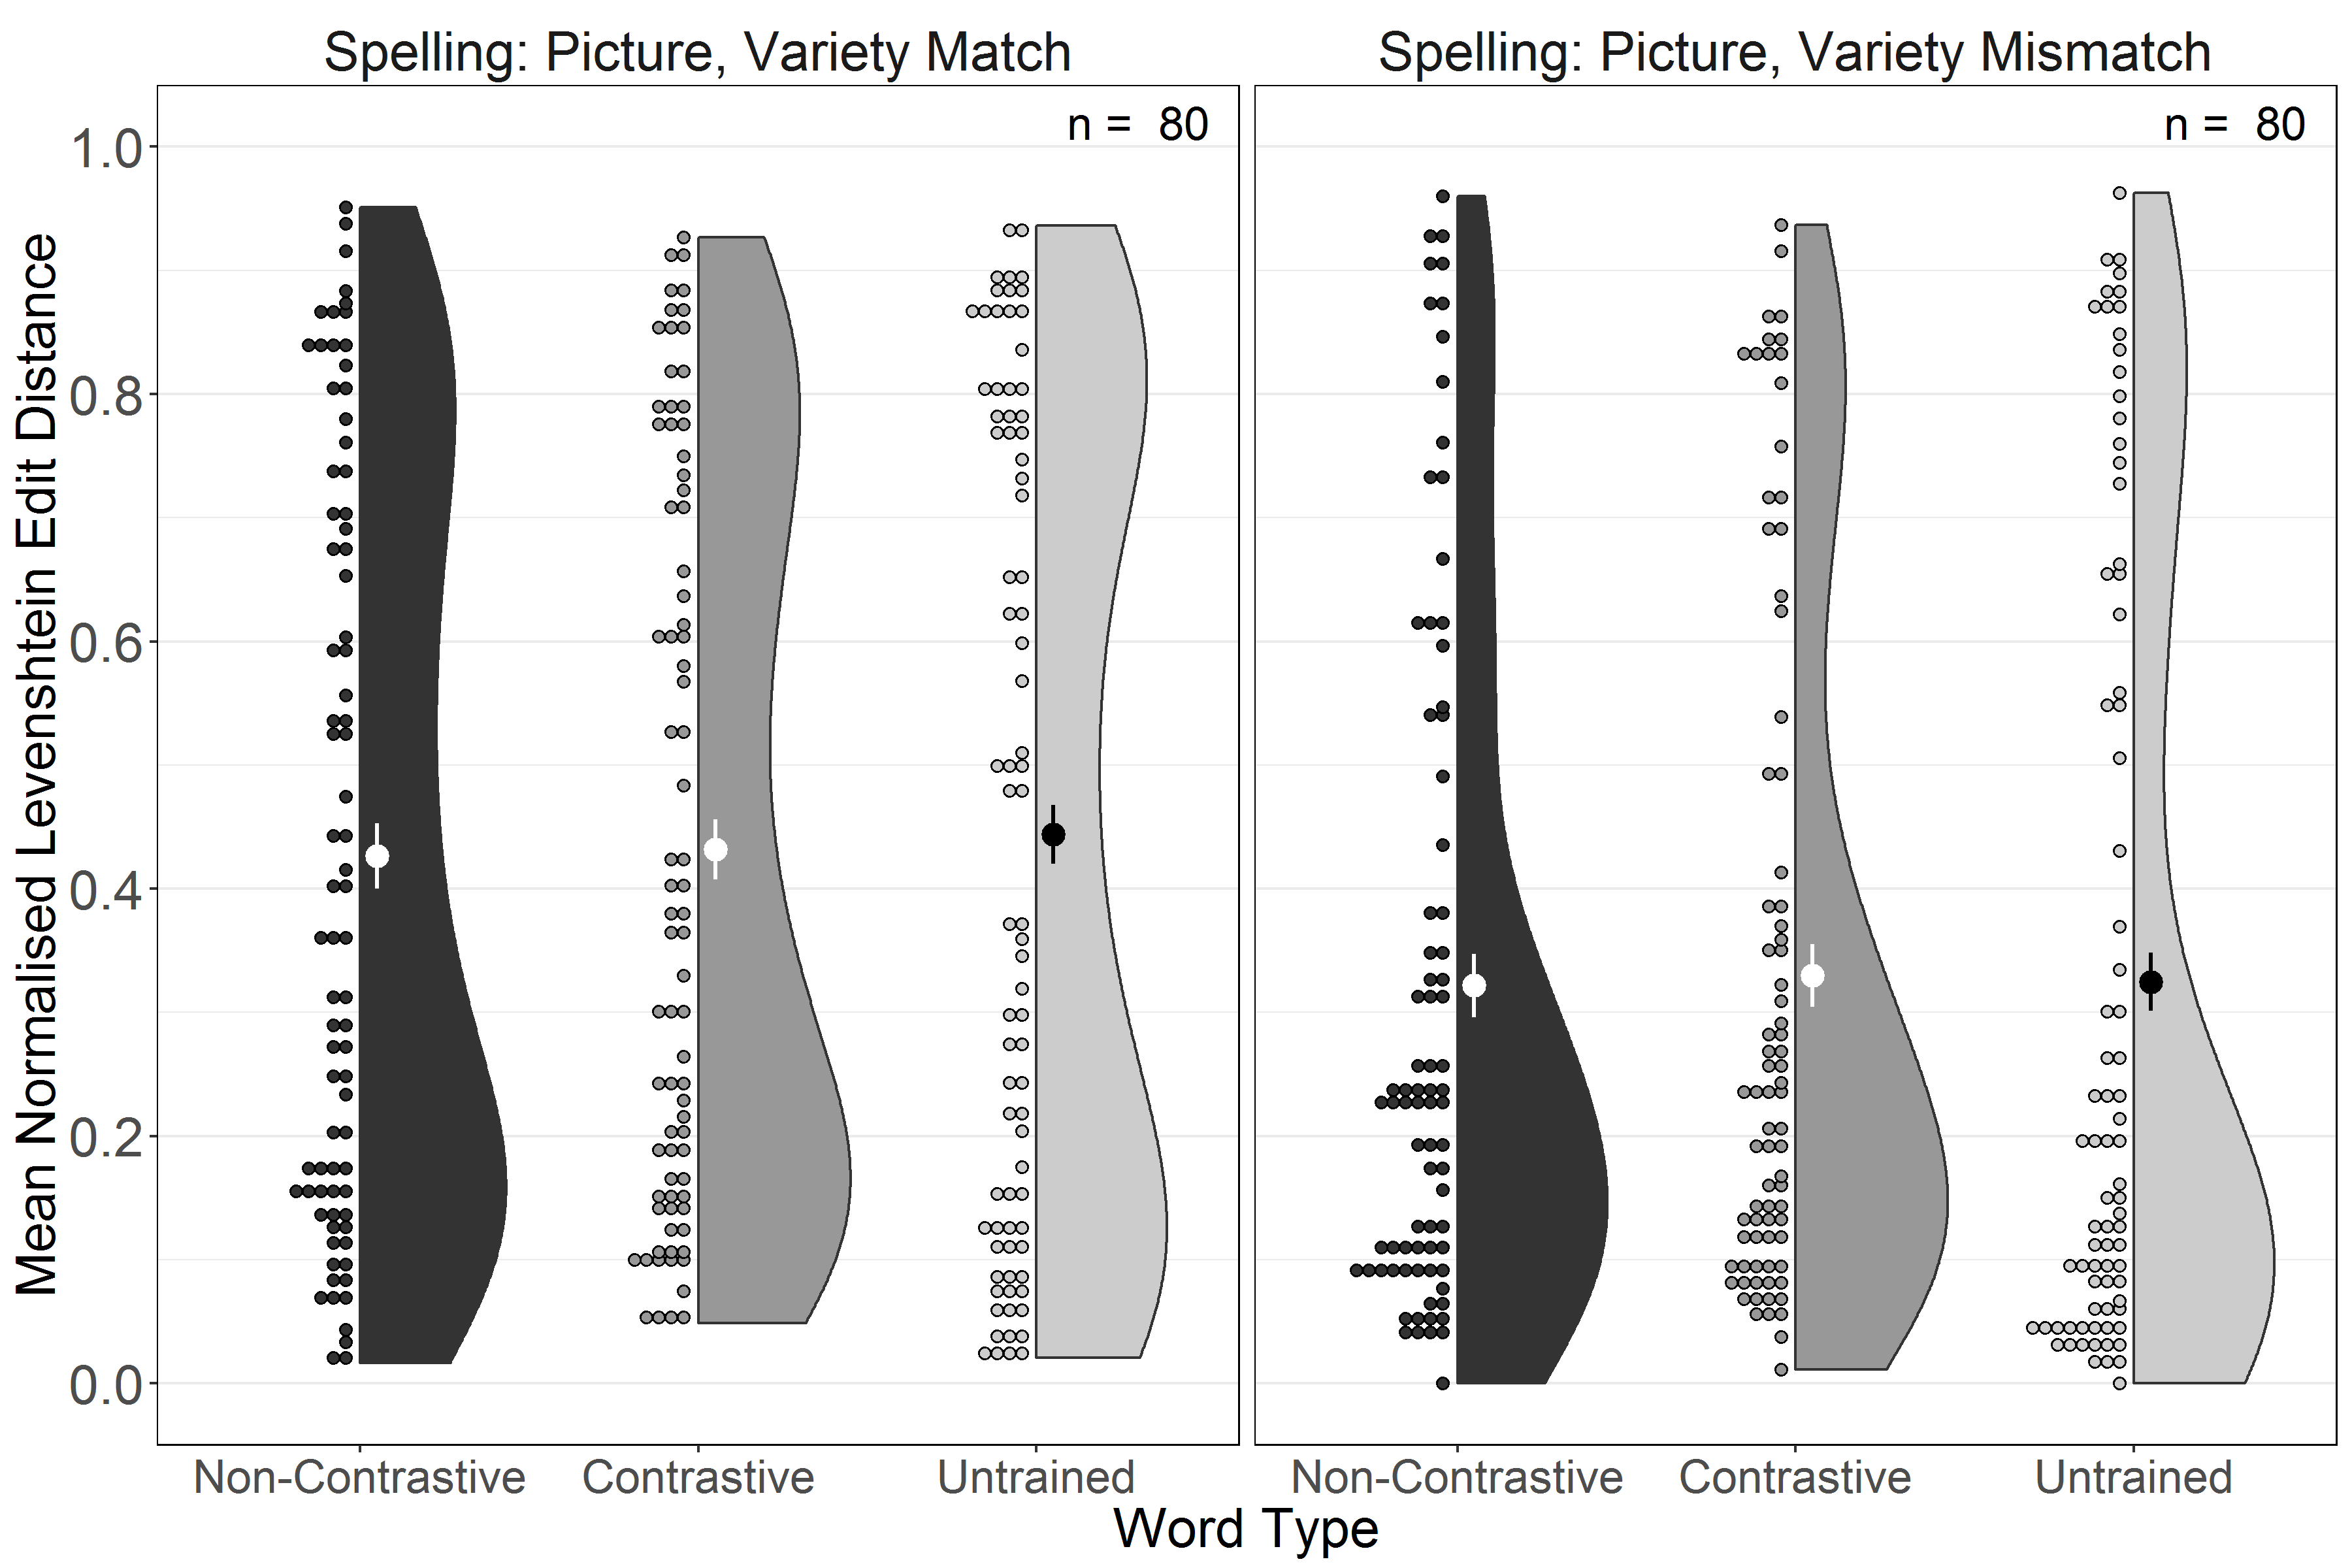 Spelling: Picture, Variety Match
Spelling: Picture, Variety Mismatch
n =  80
n =  80
Mean Normalised Levenshtein Edit Distance
1.0
0.8
0.6
0.4
0.2
0.0
Non-Contrastive
Contrastive
Untrained
Non-Contrastive
Contrastive
Untrained
Word Type